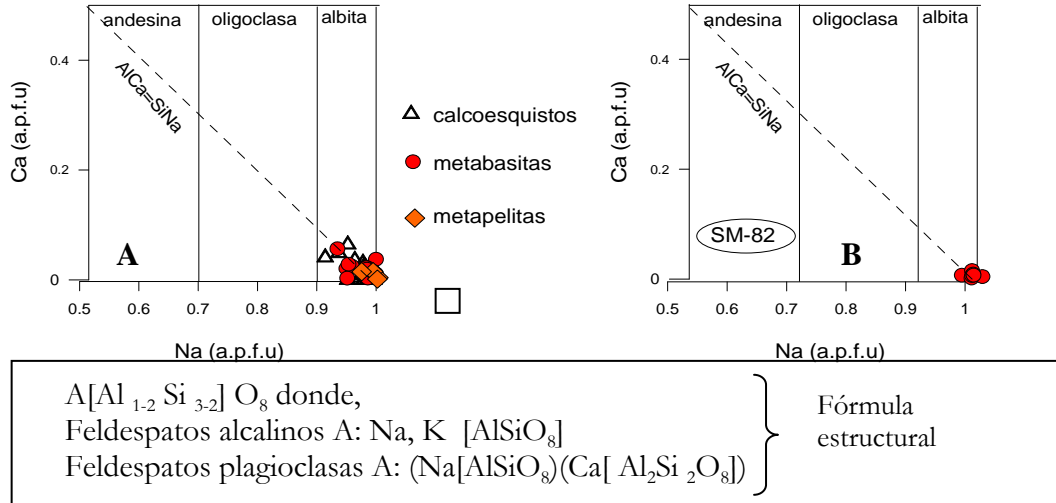 andesina oligoclasa albita
0.4
0.2
0
Ca (a.p.f.u)
AlCa=SiNa
A
0.5 0.6 0.7 0.8 0.9 1
Na (a.p.f.u)
calcoesquistos
metabasitas
metapelitas
andesina oligoclasa albita
0.4
0.2
0
Ca (a.p.f.u)
AlCa=SiNa
SM-82
B
0.5 0.6 0.7 0.8 0.9 1
Na (a.p.f.u)
A[Al 1-2 Si 3-2] O8 donde,
Feldespatos alcalinos A: Na, K [AlSiO8]
Feldespatos plagioclasas A: (Na[AlSiO8)(Ca[ Al2Si 2O8])
Fórmula
estructural